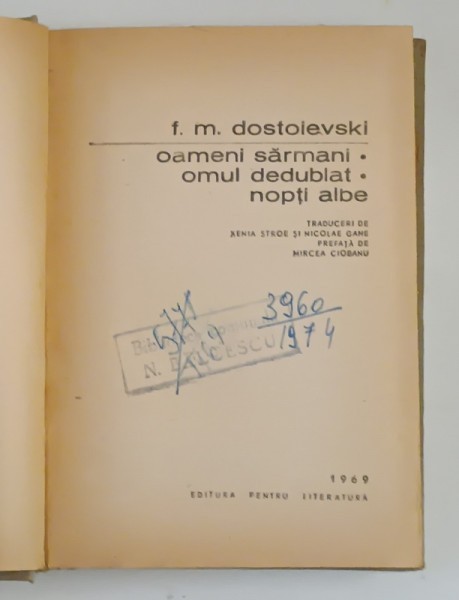 f. m. dostoievski
oameni sărmani •
omul dedublat •
nopți albe
TRADUCERI DE
XENIA STROE ȘI NICOLAE GANE
PREFAȚĂ DE
MIRCEA CIOBANU
3960
1974
N. BĂLCESCU
1969
EDITURA PENTRU LITERATURĂ